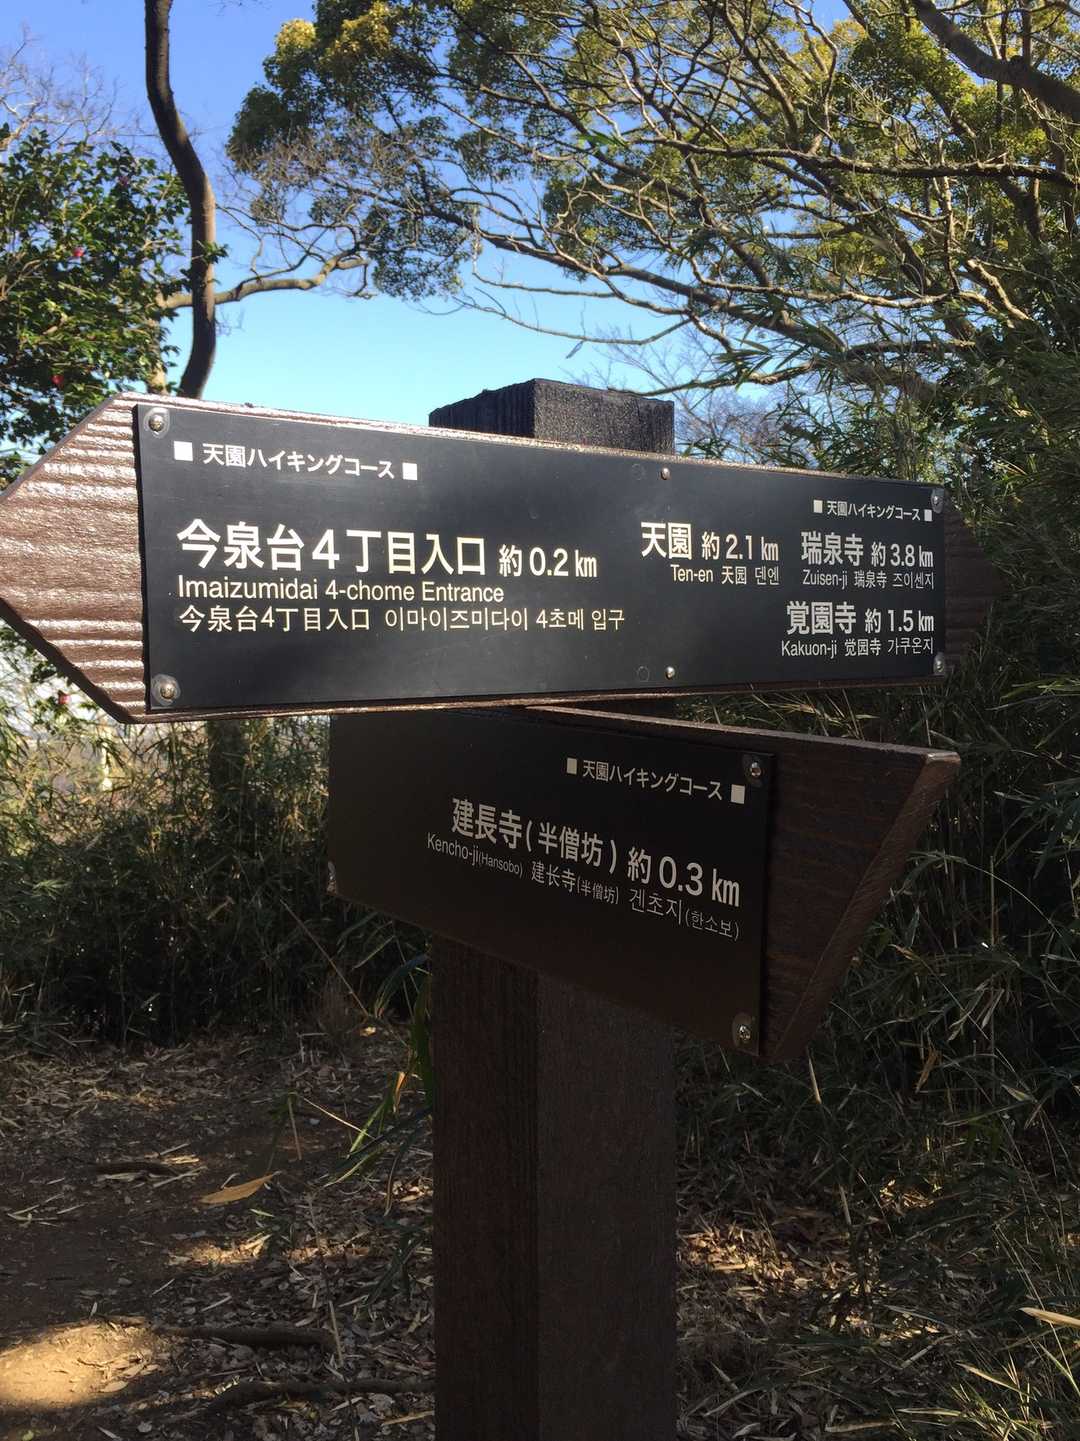 ■ 天園ハイキングコース ■
今泉台4丁目入口 約0.2km
Imaizumidai 4-chome Entrance
今泉台4丁目入口 이마이즈미다이 4초메 입구
■ 天園ハイキングコース ■
天園 約2.1km 瑞泉寺 約3.8km
Ten-en 天园 덴엔 Zuisen-ji 瑞泉寺 즈이센지
覚園寺 約1.5km
Kakuon-ji 觉园寺 가쿠온지
■ 天園ハイキングコース ■
建長寺(半僧坊) 約0.3km
Kencho-ji(Hansobo) 建长寺(半僧坊) 겐초지(한소보)